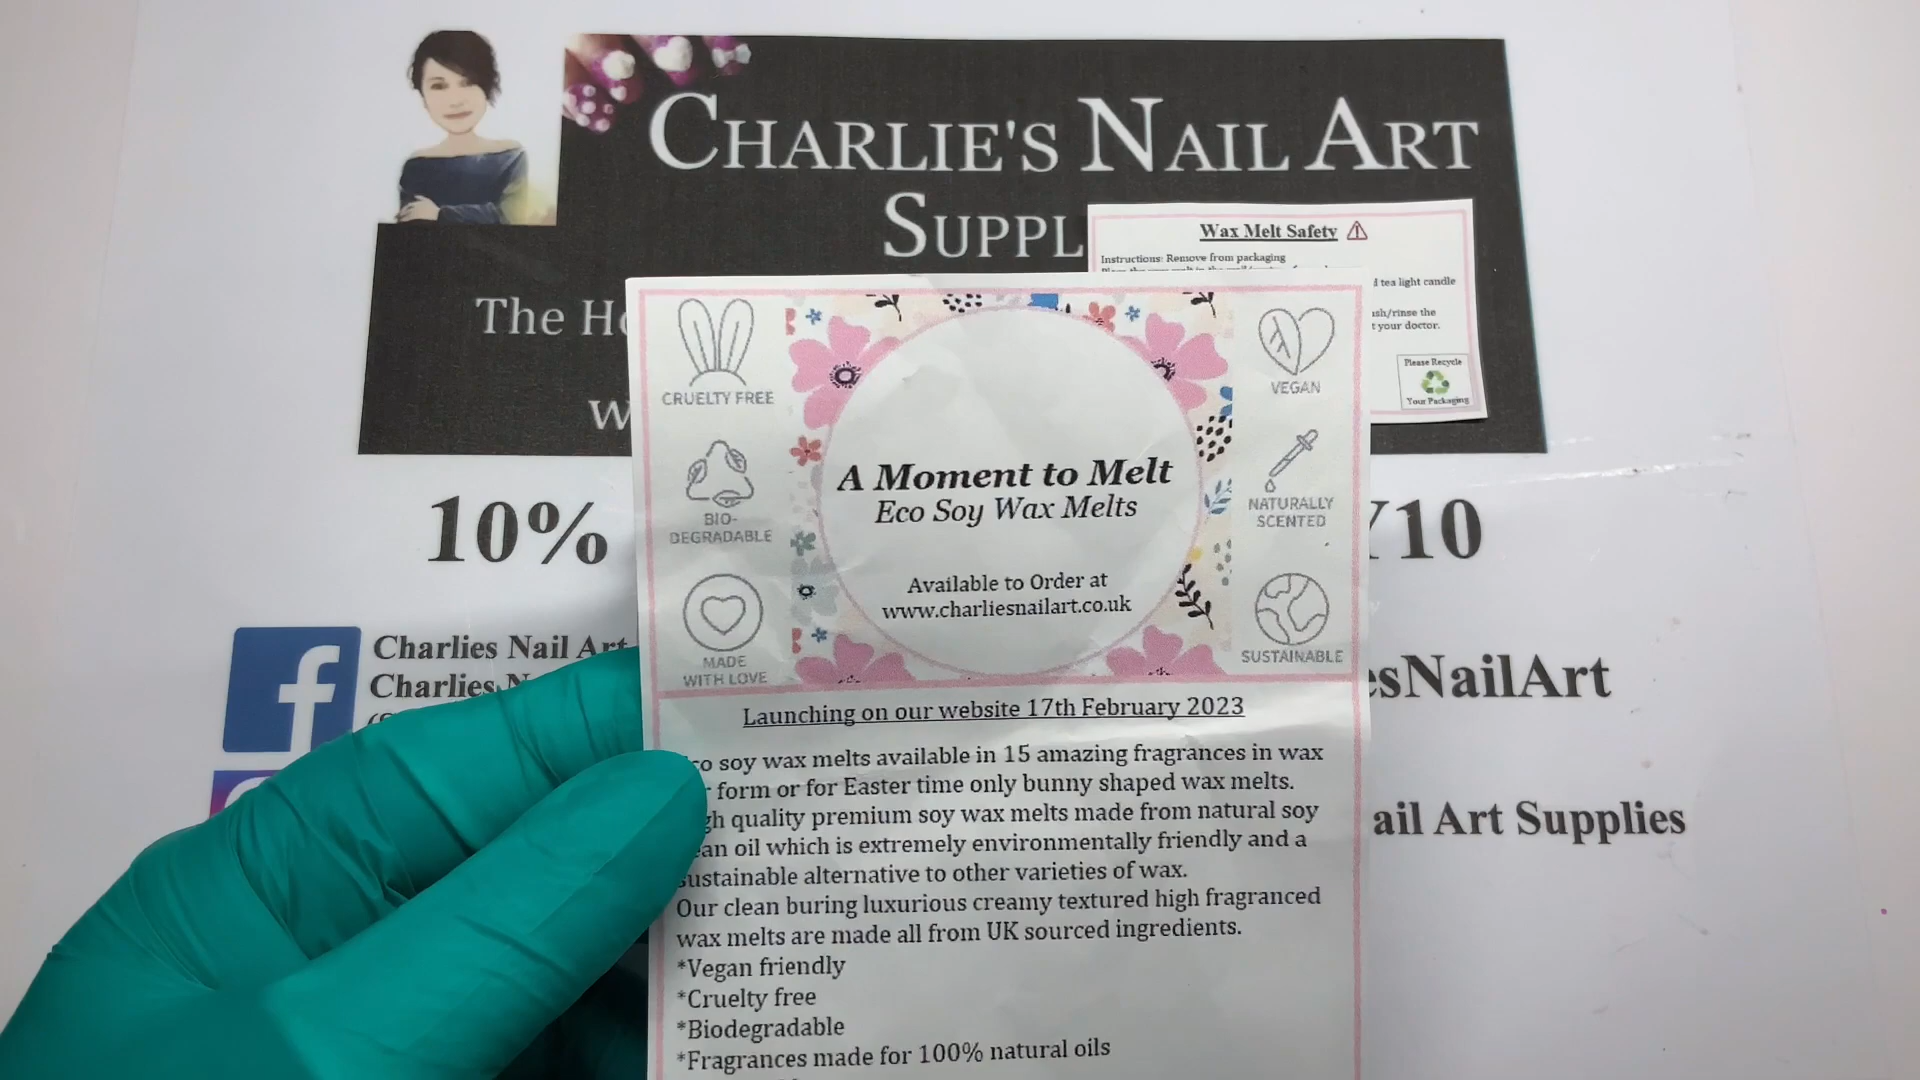 CHARLIE'S NAIL ART
SUPPL
The Ho
w
Wax Melt Safety
Instructions: Remove from packaging
tea light candle
ash/rinse the
t your doctor.
Please Recycle
Your Packaging
10%
Y10
Charlies Nail Art
Charlies N
esNailArt
ail Art Supplies
CRUELTY FREE
BIO-
DEGRADABLE
MADE
WITH LOVE
A Moment to Melt
Eco Soy Wax Melts
Available to Order at
www.charliesnailart.co.uk
VEGAN
NATURALLY
SCENTED
SUSTAINABLE
Launching on our website 17th February 2023
co soy wax melts available in 15 amazing fragrances in wax
form or for Easter time only bunny shaped wax melts.
gh quality premium soy wax melts made from natural soy
an oil which is extremely environmentally friendly and a
sustainable alternative to other varieties of wax.
Our clean buring luxurious creamy textured high fragranced
wax melts are made all from UK sourced ingredients.
*Vegan friendly
*Cruelty free
*Biodegradable
*Fragrances made for 100% natural oils